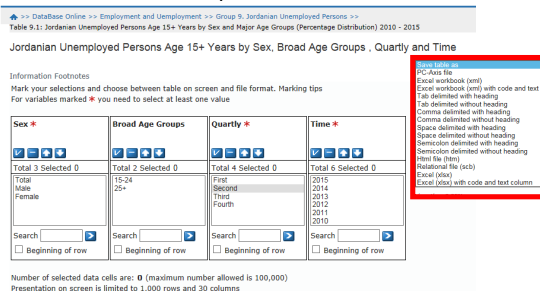 >> DataBase Online >> Employment and Uemployment >> Group 9. Jordanian Unemployed Persons >>
Table 9.1: Jordanian Unemployed Persons Age 15+ Years by Sex and Major Age Groups (Percentage Distribution) 2010 - 2015
Jordanian Unemployed Persons Age 15+ Years by Sex, Broad Age Groups , Quartly and Time
Information Footnotes
Mark your selections and choose between table on screen and file format. Marking tips
For variables marked * you need to select at least one value
Save table as
PC-Axis file
Excel workbook (xml)
Excel workbook (xml) with code and text
Tab delimited with heading
Tab delimited without heading
Comma delimited with heading
Comma delimited without heading
Space delimited with heading
Space delimited without heading
Semicolon delimited with heading
Semicolon delimited without heading
Html file (htm)
Relational file (scb)
Excel (xlsx)
Excel (xlsx) with code and text column
Sex *
Total 3 Selected 0
Total
Male
Female
Search
Beginning of row
Broad Age Groups
Total 2 Selected 0
15-24
25+
Search
Beginning of row
Quartly *
Total 4 Selected 0
First
Second
Third
Fourth
Search
Beginning of row
Time *
Total 6 Selected 0
2015
2014
2013
2012
2011
2010
Search
Beginning of row
Number of selected data cells are: 0 (maximum number allowed is 100,000)
Presentation on screen is limited to 1.000 rows and 30 columns